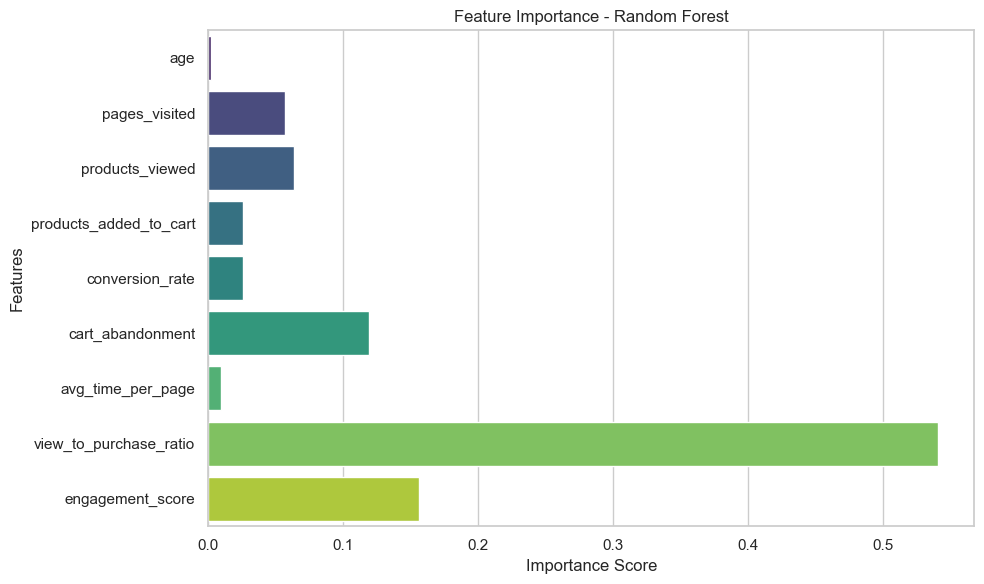 Feature Importance - Random Forest
Features
age
pages_visited
products_viewed
products_added_to_cart
conversion_rate
cart_abandonment
avg_time_per_page
view_to_purchase_ratio
engagement_score
0.0 0.1 0.2 0.3 0.4 0.5
Importance Score